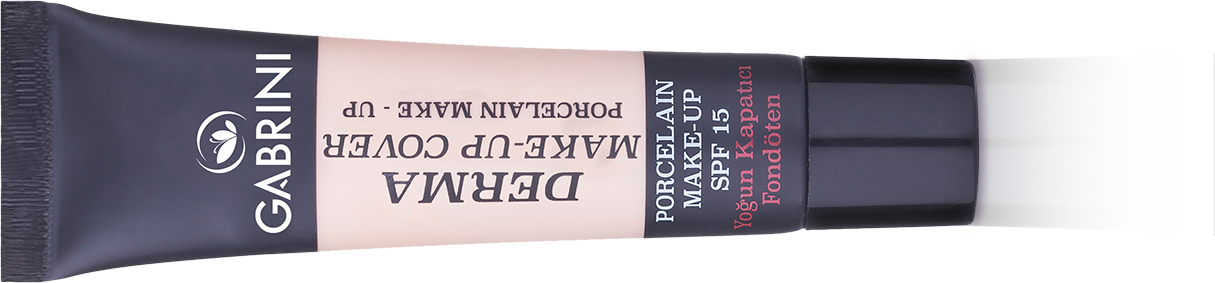 GABRINI
DERMA
MAKE-UP COVER
PORCELAIN MAKE - UP
PORCELAIN
MAKE-UP
SPF 15
Yoğun Kapatıcı
Fondöten